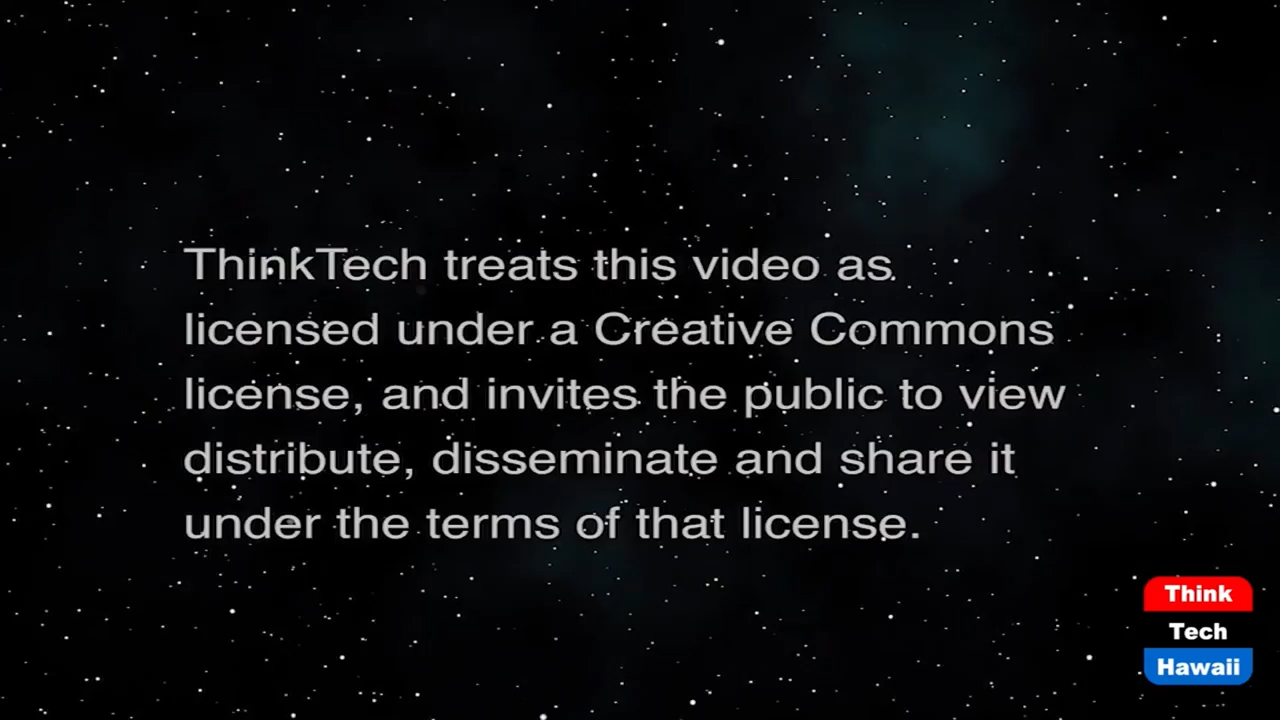 ThinkTech treats this video as
licensed under a Creative Commons
license, and invites the public to view
distribute, disseminate and share it
under the terms of that license.
Think
Tech
Hawaii